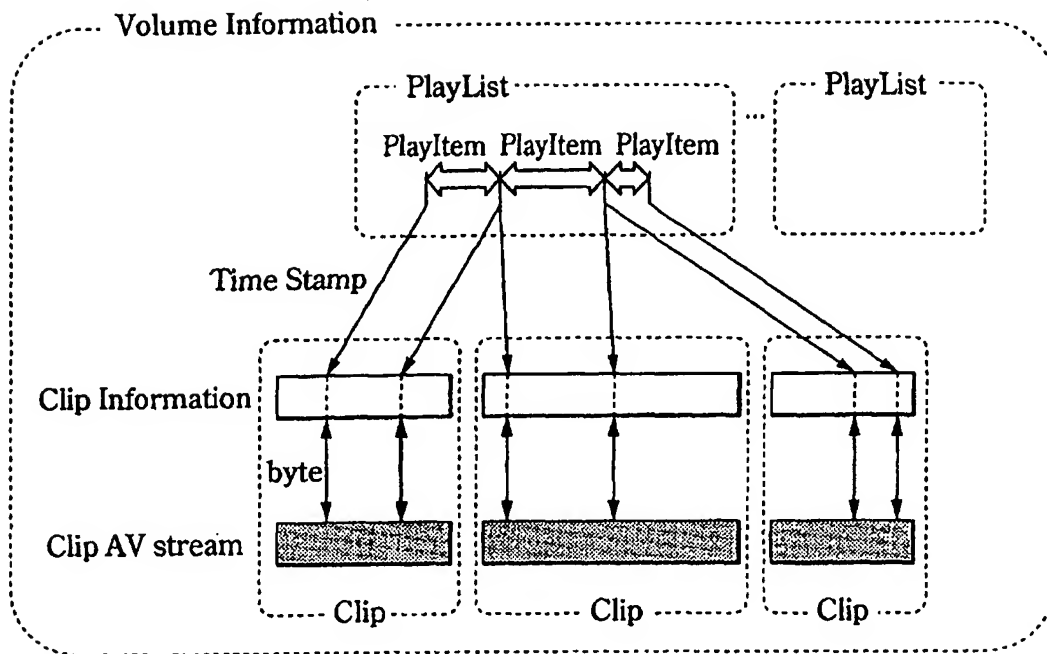 Volume Information
PlayList
...
PlayList
PlayItem PlayItem PlayItem
Time Stamp
Clip Information
byte
Clip AV stream
Clip
Clip
Clip